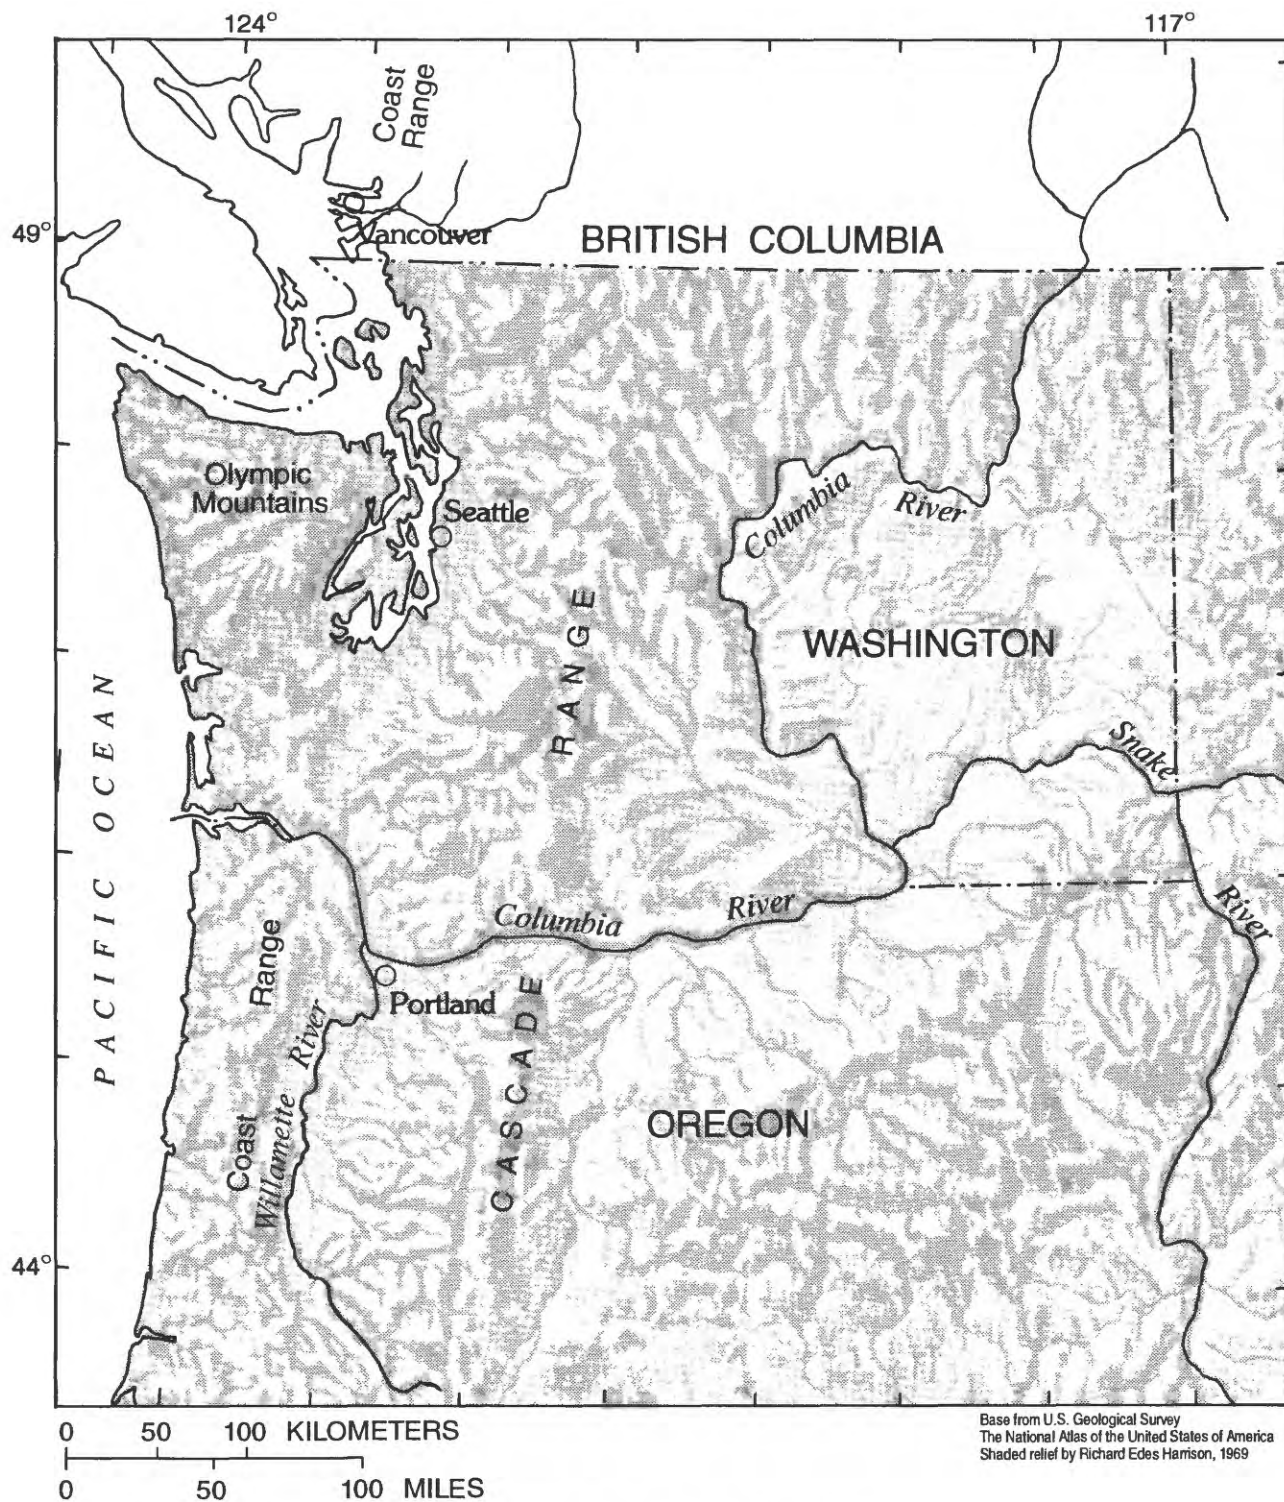 124°
117°
Coast
Range
49°
Vancouver
BRITISH COLUMBIA
Olympic
Mountains
Seattle
Columbia
River
RANGE
WASHINGTON
PACIFIC OCEAN
Snake
River
Columbia
River
Coast Range
Portland
Willamette River
CASCADE
OREGON
44°
0 50 100 KILOMETERS
0 50 100 MILES
Base from U.S. Geological Survey
The National Atlas of the United States of America
Shaded relief by Richard Edes Harrison, 1969